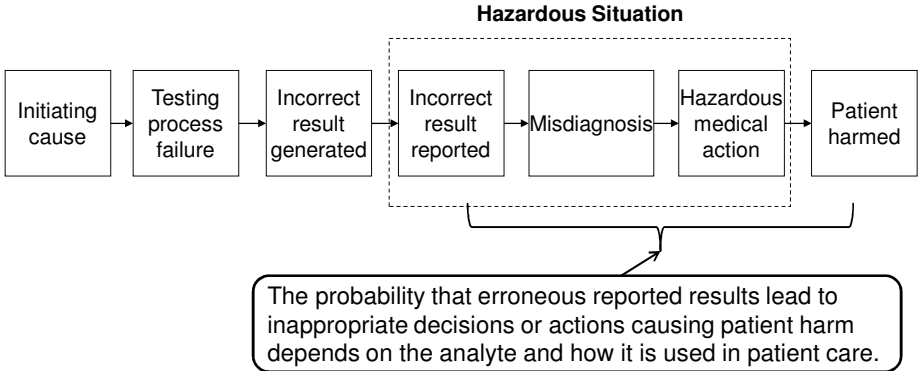 Hazardous Situation
Initiating
cause
Testing
process
failure
Incorrect
result
generated
Incorrect
result
reported
Misdiagnosis
Hazardous
medical
action
Patient
harmed
The probability that erroneous reported results lead to
inappropriate decisions or actions causing patient harm
depends on the analyte and how it is used in patient care.